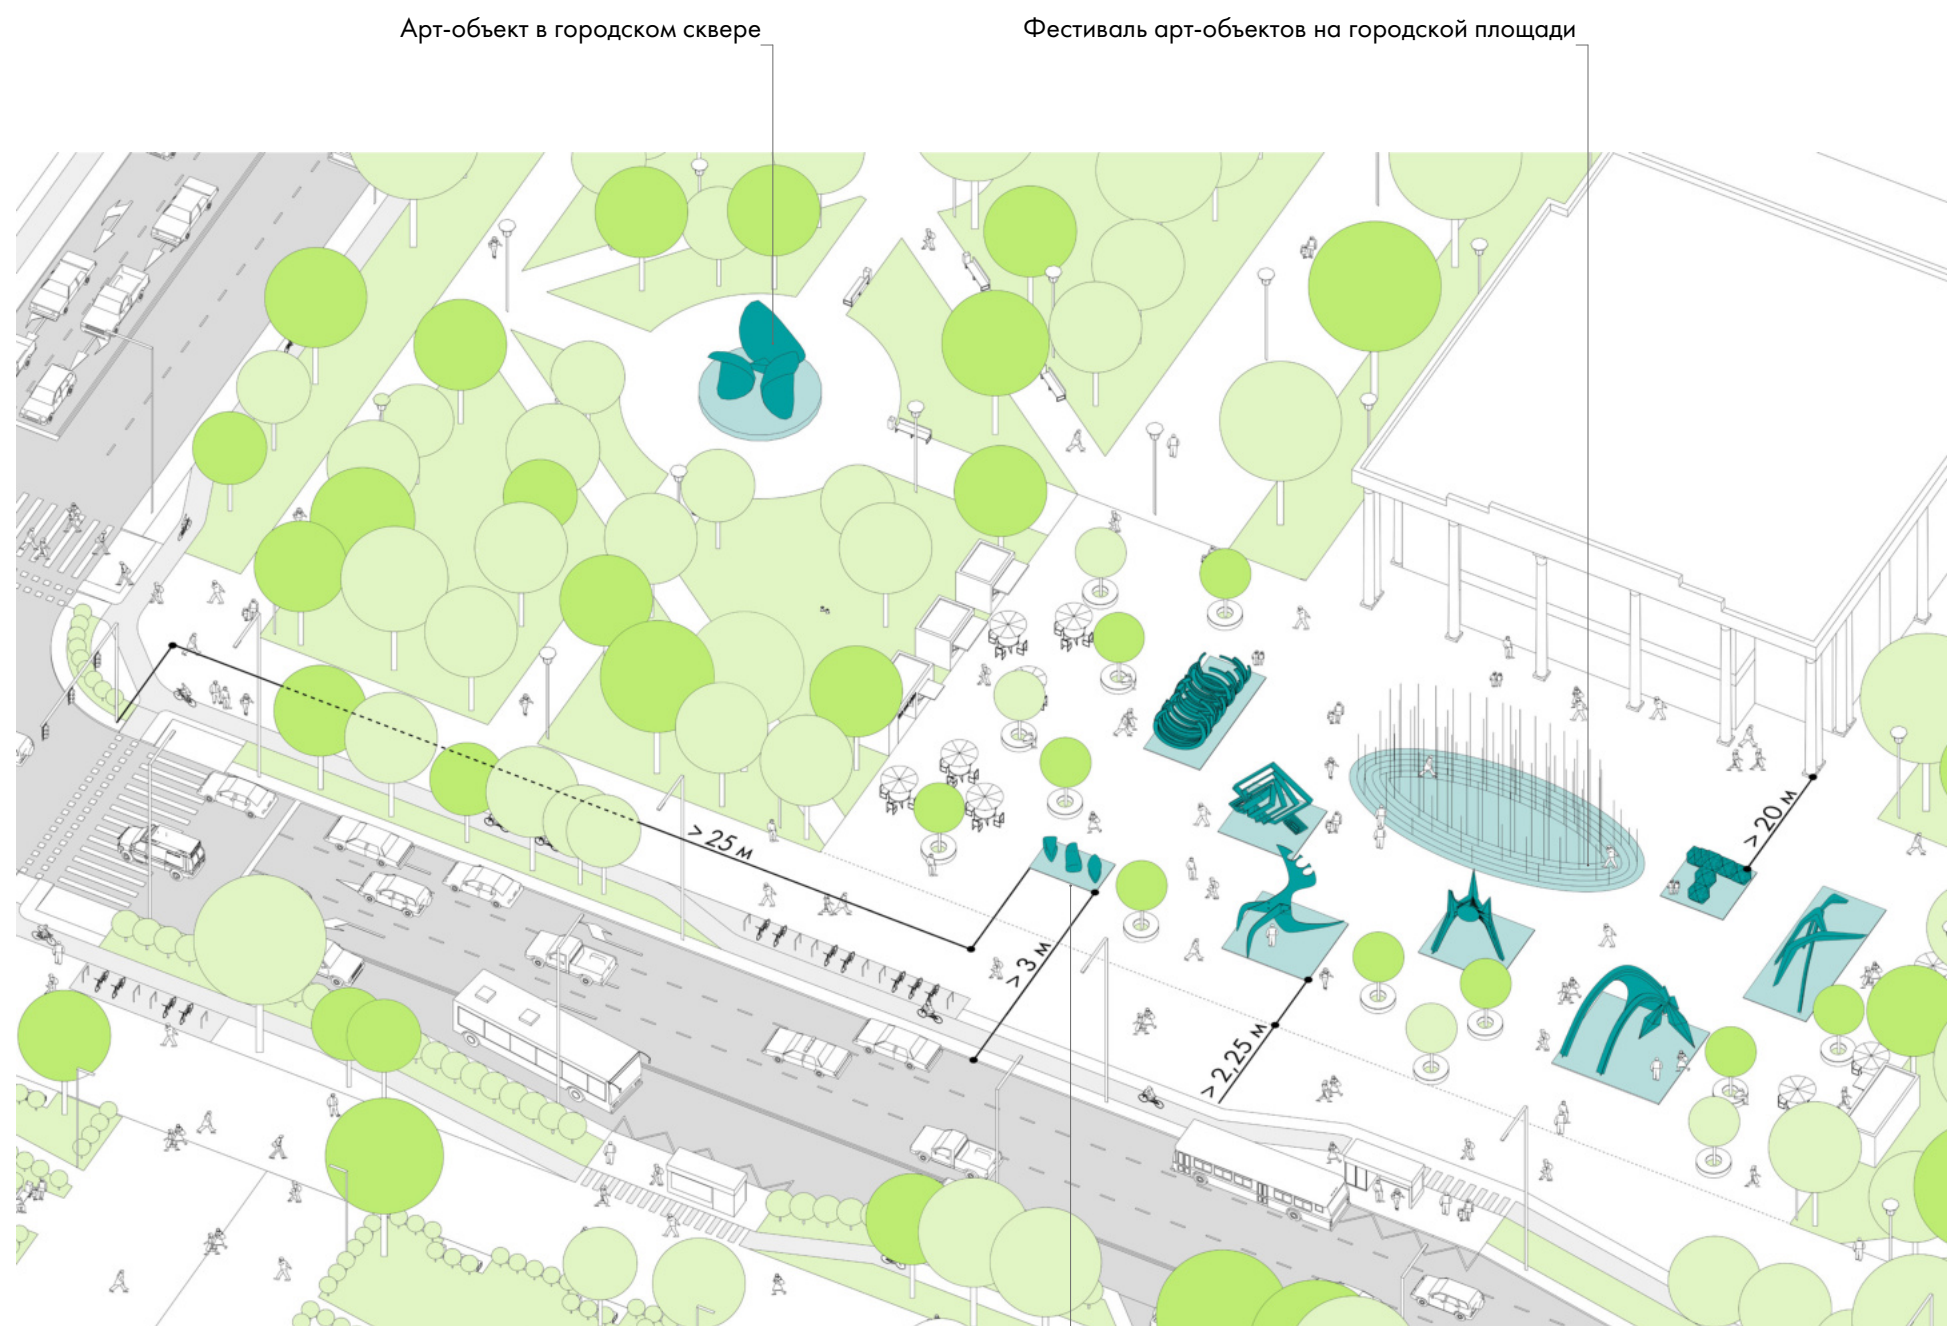 Арт-объект в городском сквере
Фестиваль арт-объектов на городской площади
> 25 м
> 3 м
> 2,25 м
> 20 м